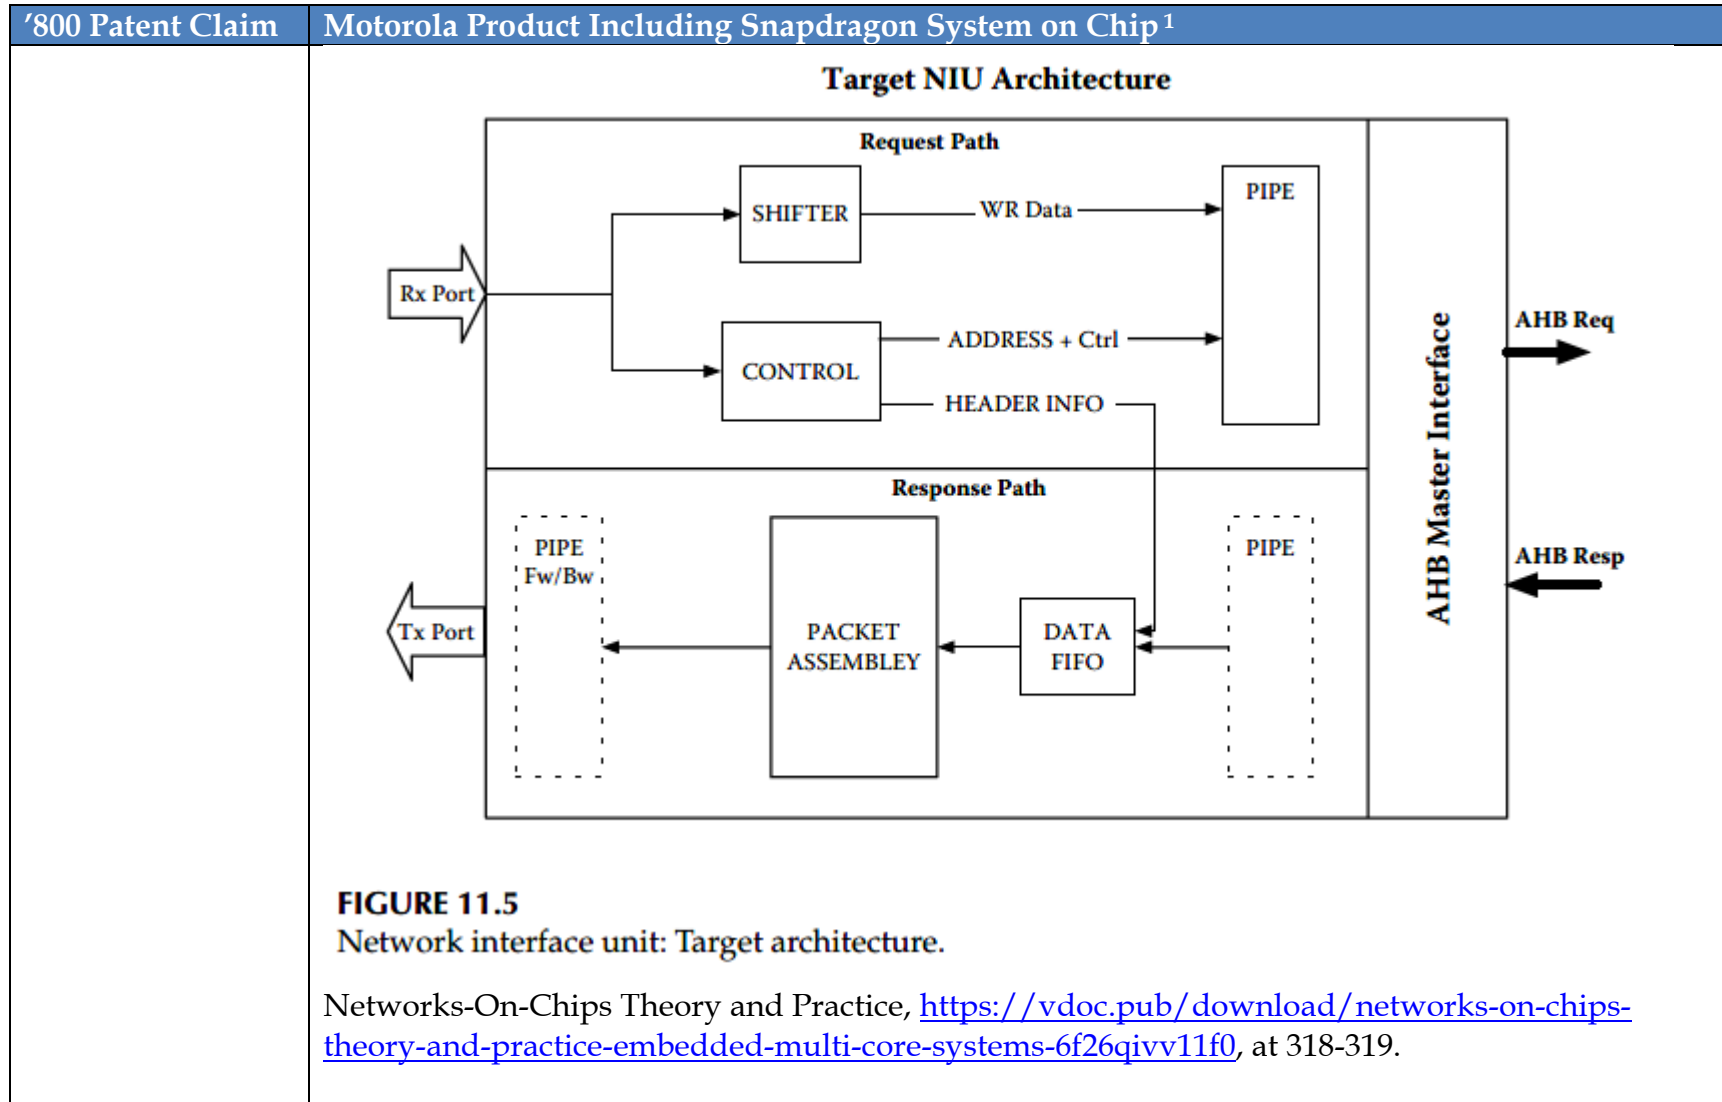 ’800 Patent Claim
Motorola Product Including Snapdragon System on Chip 1
Target NIU Architecture
Request Path
SHIFTER
WR Data
PIPE
Rx Port
CONTROL
ADDRESS + Ctrl
HEADER INFO
AHB Master Interface
AHB Req
Response Path
PIPE
Fw/Bw
PIPE
AHB Resp
Tx Port
PACKET
ASSEMBLEY
DATA
FIFO
FIGURE 11.5
Network interface unit: Target architecture.
Networks-On-Chips Theory and Practice, https://vdoc.pub/download/networks-on-chips-
theory-and-practice-embedded-multi-core-systems-6f26qivv11f0, at 318-319.